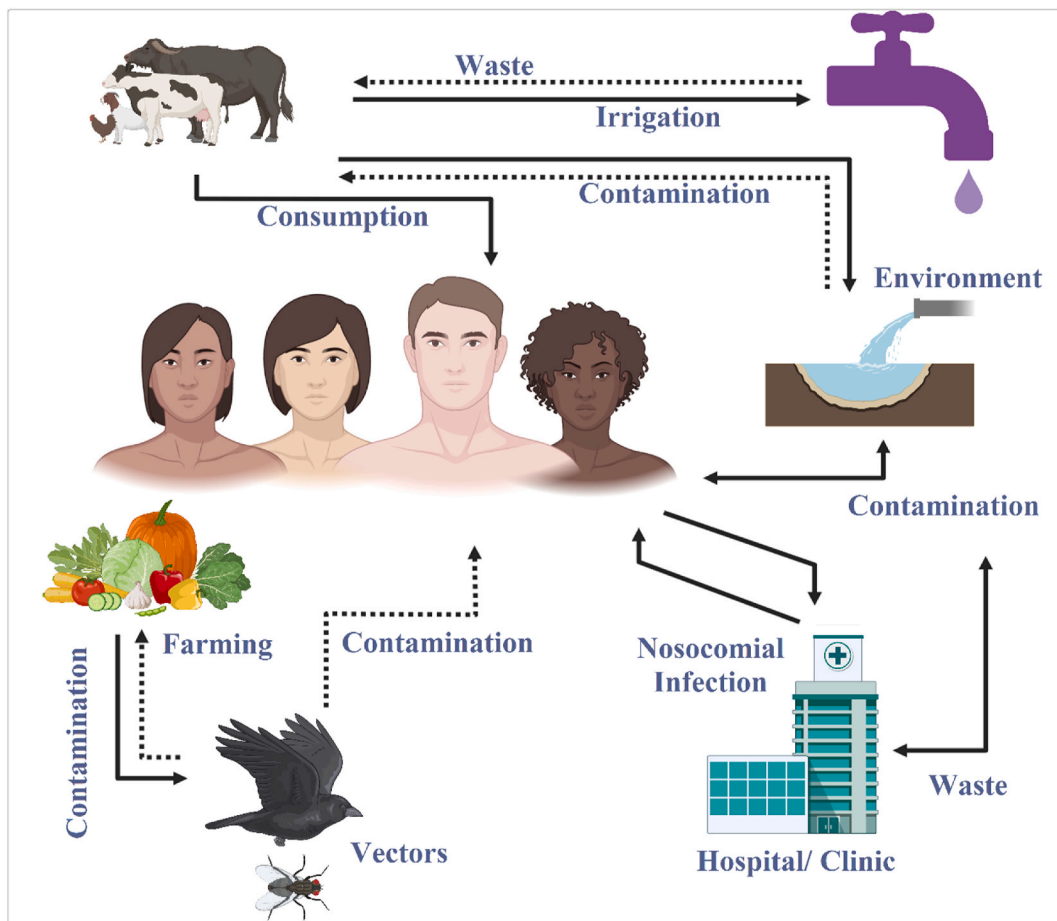 Waste
Irrigation
Contamination
Consumption
Environment
Contamination
Farming
Contamination
Contamination
Nosocomial
Infection
Waste
Vectors
Hospital/ Clinic